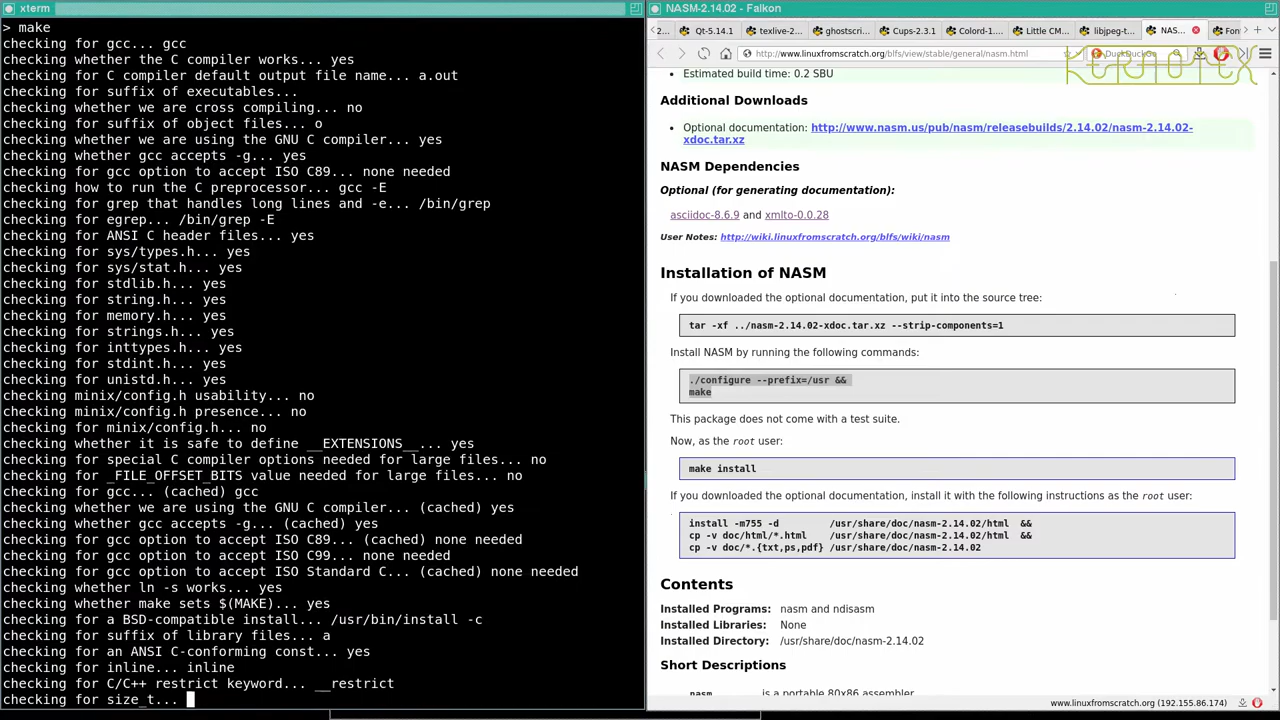 xterm
> make
checking for gcc... gcc
checking whether the C compiler works... yes
checking for C compiler default output file name... a.out
checking for suffix of executables...
checking whether we are cross compiling... no
checking for suffix of object files... o
checking whether we are using the GNU C compiler... yes
checking whether gcc accepts -g... yes
checking for gcc option to accept ISO C89... none needed
checking how to run the C preprocessor... gcc -E
checking for grep that handles long lines and -e... /bin/grep
checking for egrep... /bin/grep -E
checking for ANSI C header files... yes
checking for sys/types.h... yes
checking for sys/stat.h... yes
checking for stdlib.h... yes
checking for string.h... yes
checking for memory.h... yes
checking for strings.h... yes
checking for inttypes.h... yes
checking for stdint.h... yes
checking for unistd.h... yes
checking minix/config.h usability... no
checking minix/config.h presence... no
checking for minix/config.h... no
checking whether it is safe to define __EXTENSIONS__... yes
checking for special C compiler options needed for large files... no
checking for _FILE_OFFSET_BITS value needed for large files... no
checking for gcc... (cached) gcc
checking whether we are using the GNU C compiler... (cached) yes
checking whether gcc accepts -g... (cached) yes
checking for gcc option to accept ISO C89... (cached) none needed
checking for gcc option to accept ISO C99... none needed
checking for gcc option to accept ISO Standard C... (cached) none needed
checking whether ln -s works... yes
checking whether make sets $(MAKE)... yes
checking for a BSD-compatible install... /usr/bin/install -c
checking for suffix of library files... a
checking for an ANSI C-conforming const... yes
checking for inline... inline
checking for C/C++ restrict keyword... __restrict
checking for size_t...
NASM-2.14.02 - Falkon
2... Qt-5.14.1 texlive-2... ghostscri... Cups-3.3.1 Colord-1.... Little CM... libjpeg-t... NAS... Fon
http://www.linuxfromscratch.org/blfs/view/stable/general/nasm.html DuckDuckGo
KERNOTEX
Estimated build time: 0.2 SBU
Additional Downloads
Optional documentation: http://www.nasm.us/pub/nasm/releasebuilds/2.14.02/nasm-2.14.02-
xdoc.tar.xz
NASM Dependencies
Optional (for generating documentation):
asciidoc-8.6.9 and xmlto-0.0.28
User Notes: http://wiki.linuxfromscratch.org/blfs/wiki/nasm
Installation of NASM
If you downloaded the optional documentation, put it into the source tree:
tar -xf ../nasm-2.14.02-xdoc.tar.xz --strip-components=1
Install NASM by running the following commands:
./configure --prefix=/usr &&
make
This package does not come with a test suite.
Now, as the root user:
make install
If you downloaded the optional documentation, install it with the following instructions as the root user:
install -m755 -d /usr/share/doc/nasm-2.14.02/html &&
cp -v doc/html/*.html /usr/share/doc/nasm-2.14.02/html &&
cp -v doc/*.{txt,ps,pdf} /usr/share/doc/nasm-2.14.02
Contents
Installed Programs: nasm and ndisasm
Installed Libraries: None
Installed Directory: /usr/share/doc/nasm-2.14.02
Short Descriptions
nasm is a portable 80x86 assembler
www.linuxfromscratch.org (192.155.86.174)